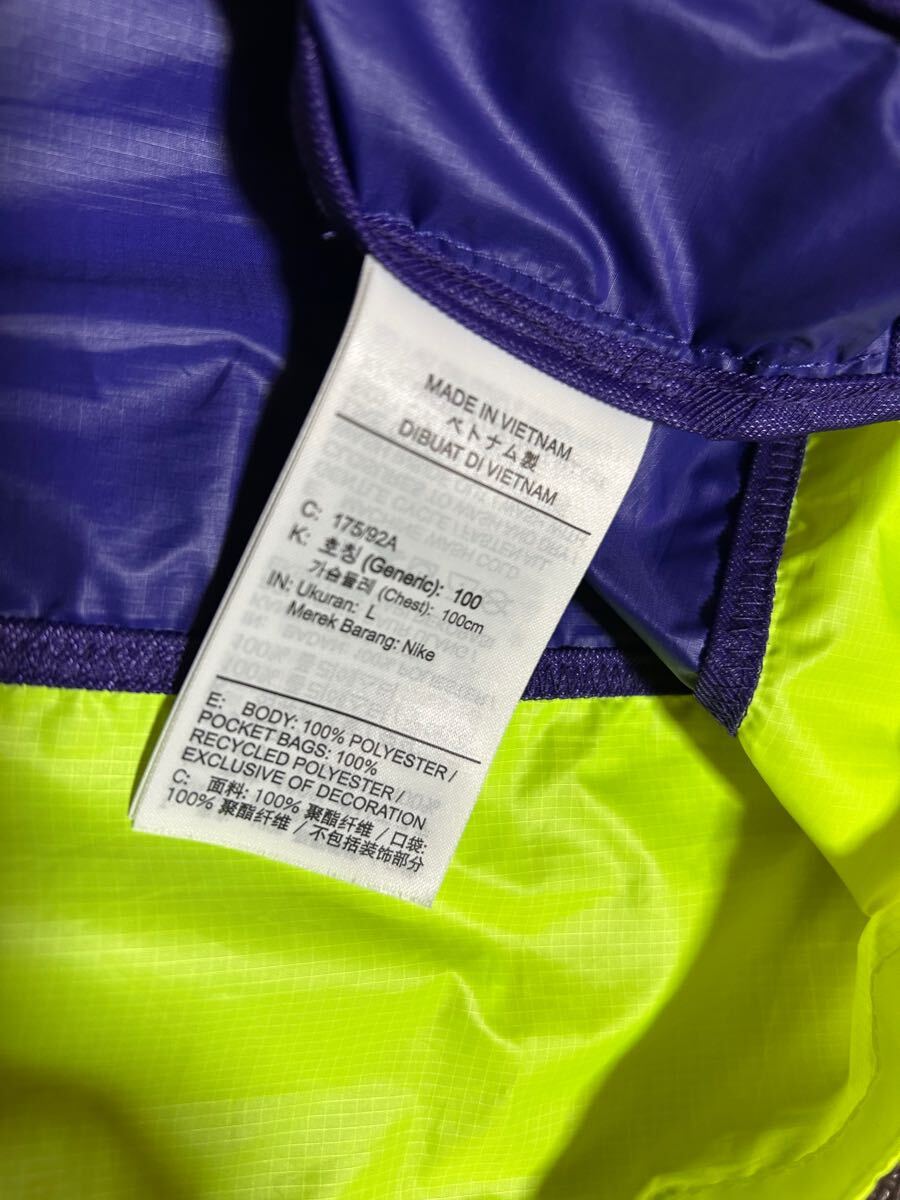 MADE IN VIETNAM
ベトナム製
DIBUAT DI VIETNAM
C: 175/92A
K: 호칭 (Generic): 100
가슴둘레 (Chest): 100cm
IN: Ukuran: L
Merek Barang: Nike
E: BODY: 100% POLYESTER /
POCKET BAGS: 100%
RECYCLED POLYESTER /
EXCLUSIVE OF DECORATION
C: 面料: 100% 聚酯纤维 / 口袋:
100% 聚酯纤维 / 不包括装饰部分